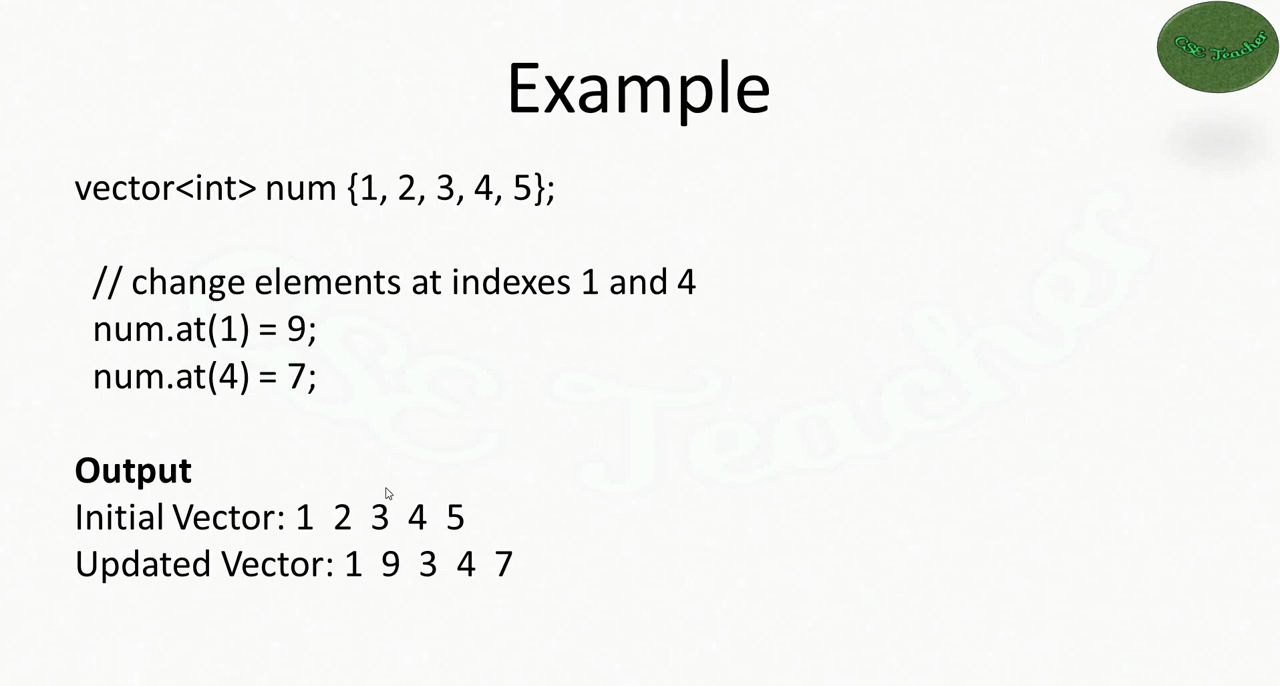 CSE Teacher
Example
vector<int> num {1, 2, 3, 4, 5};
// change elements at indexes 1 and 4
num.at(1) = 9;
num.at(4) = 7;
CSE Teacher
Output
Initial Vector: 1 2 3 4 5
Updated Vector: 1 9 3 4 7